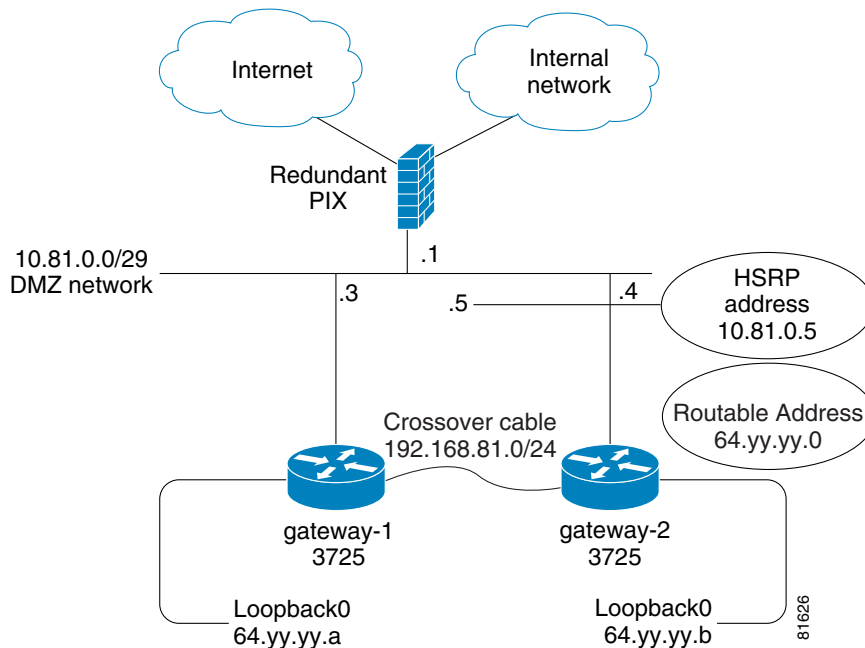 Internet
Internal
network
Redundant
PIX
.1
10.81.0.0/29
DMZ network
.3
.4
.5
HSRP
address
10.81.0.5
Routable Address
64.yy.yy.0
Crossover cable
192.168.81.0/24
gateway-1
3725
gateway-2
3725
Loopback0
64.yy.yy.a
Loopback0
64.yy.yy.b
81626